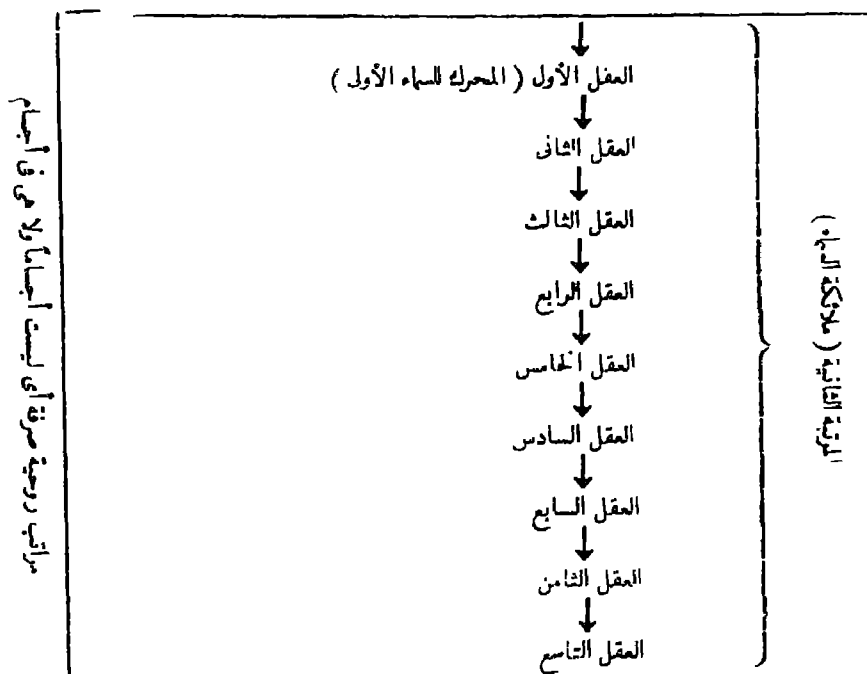 العقل الأول ( المحرك للسماء الأولى )
العقل الثانى
العقل الثالث
العقل الرابع
العقل الخامس
العقل السادس
العقل السابع
العقل الثامن
العقل التاسع
المرتبة الثانية ( ملائكة السماء )
مراتب روحية صرفة أى ليست أجساماً ولا هى فى أجسام